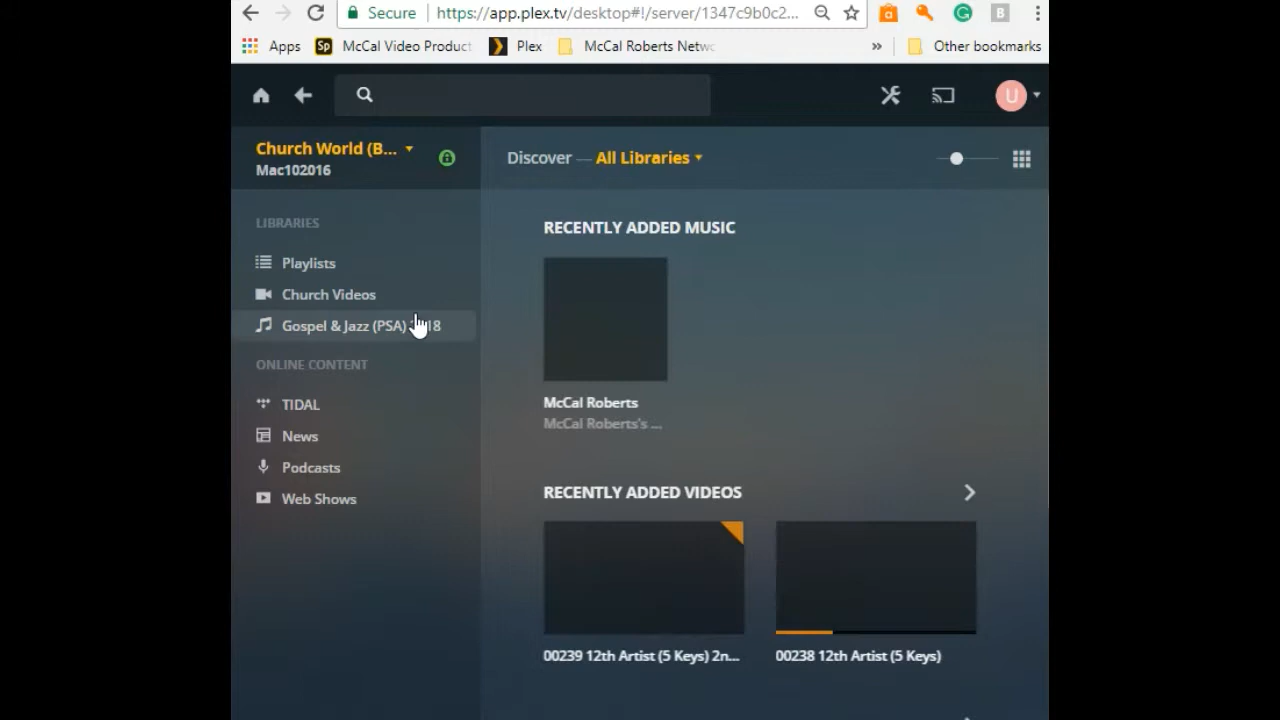 Secure https://app.plex.tv/desktop#!/server/1347c9b0c2...
G B
Apps Sp McCal Video Product Plex McCal Roberts Netwo » Other bookmarks
U
Church World (B...
Mac102016
Discover — All Libraries
LIBRARIES
RECENTLY ADDED MUSIC
Playlists
Church Videos
Gospel & Jazz (PSA) 18
ONLINE CONTENT
TIDAL
McCal Roberts
McCal Roberts's ...
News
Podcasts
Web Shows
RECENTLY ADDED VIDEOS
00239 12th Artist (5 Keys) 2n...
00238 12th Artist (5 Keys)